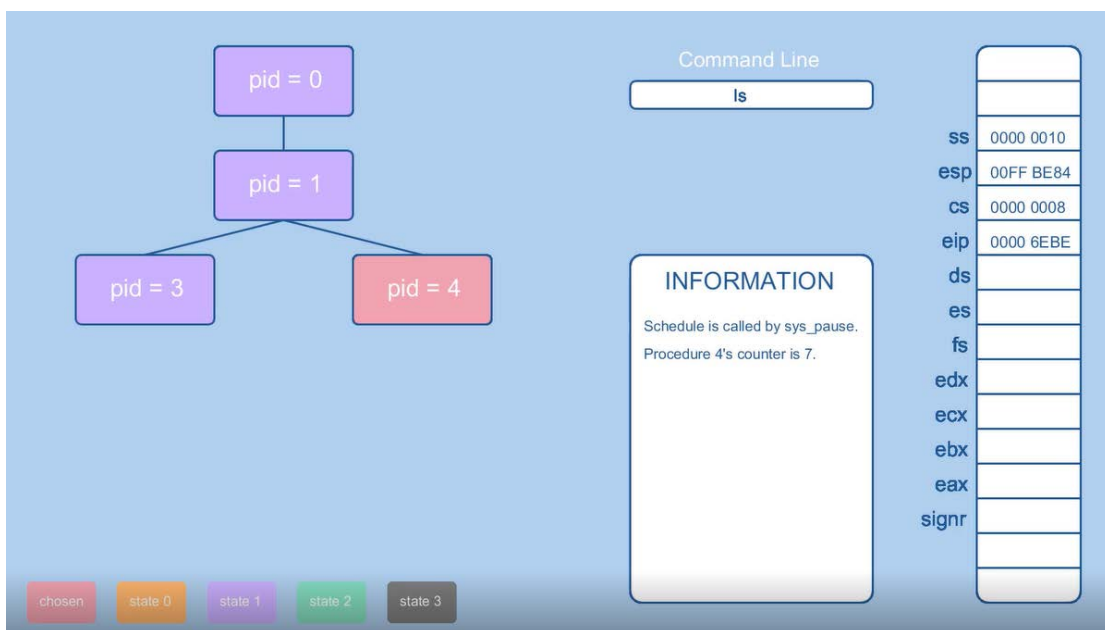 pid = 0
pid = 1
pid = 3
pid = 4
chosen
state 0
state 1
state 2
state 3
Command Line
ls
INFORMATION
Schedule is called by sys_pause.
Procedure 4's counter is 7.
ss 0000 0010
esp 00FF BE84
cs 0000 0008
eip 0000 6EBE
ds
es
fs
edx
ecx
ebx
eax
signr